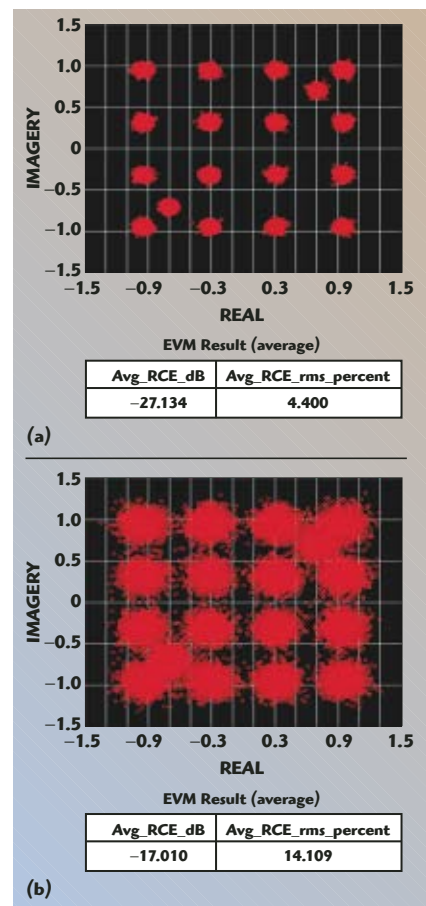 1.5
1.0
0.5
0
−0.5
−1.0
−1.5
IMAGERY
−1.5 −0.9 −0.3 0.3 0.9 1.5
REAL
EVM Result (average)
Avg_RCE_dB Avg_RCE_rms_percent
−27.134 4.400
(a)
1.5
1.0
0.5
0
−0.5
−1.0
−1.5
IMAGERY
−1.5 −0.9 −0.3 0.3 0.9 1.5
REAL
EVM Result (average)
Avg_RCE_dB Avg_RCE_rms_percent
−17.010 14.109
(b)